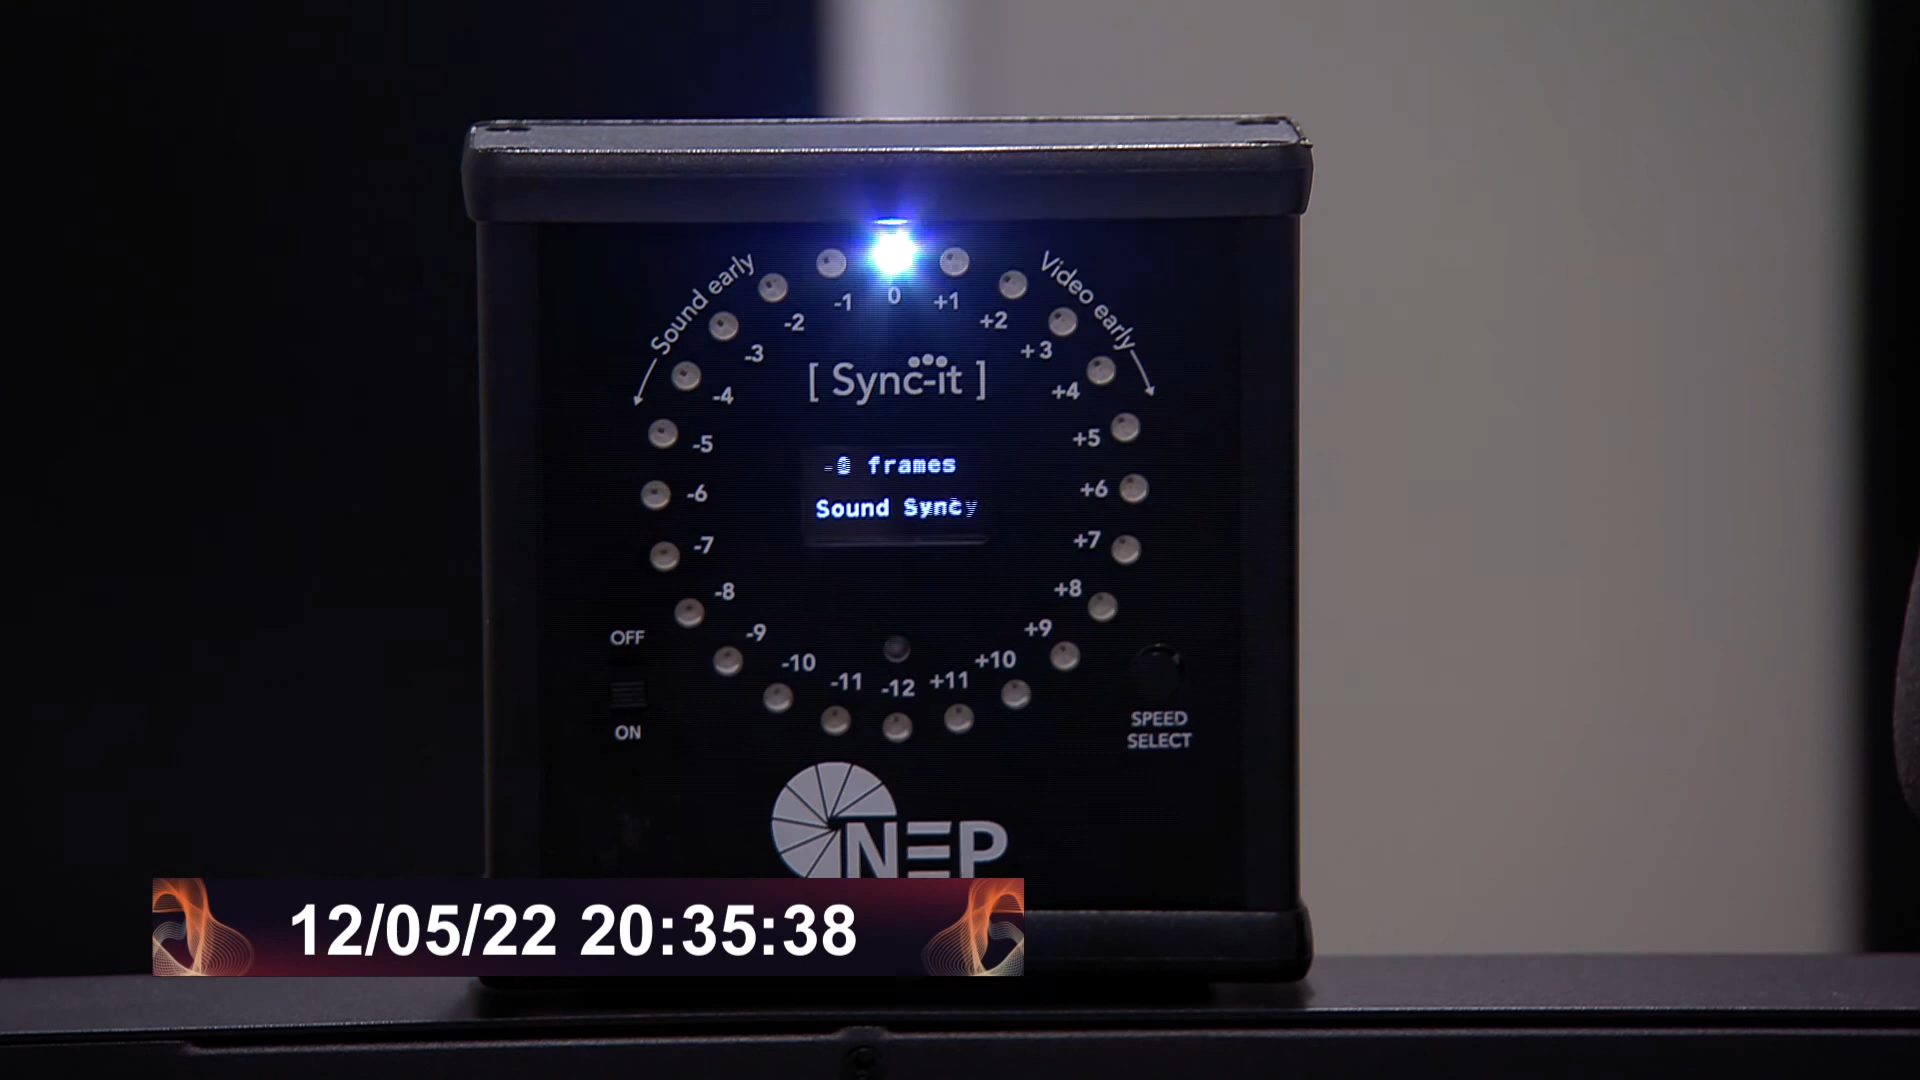 Sound early
Video early
-1 0 +1
-2 +2
-3 +3
[ Sync-it ]
-4 +4
-5 +5
-0 frames
-6 +6
Sound Sync
-7 +7
-8 +8
-9 +9
OFF
-10 +10
-11 -12 +11
ON
SPEED
SELECT
NEP
12/05/22 20:35:38